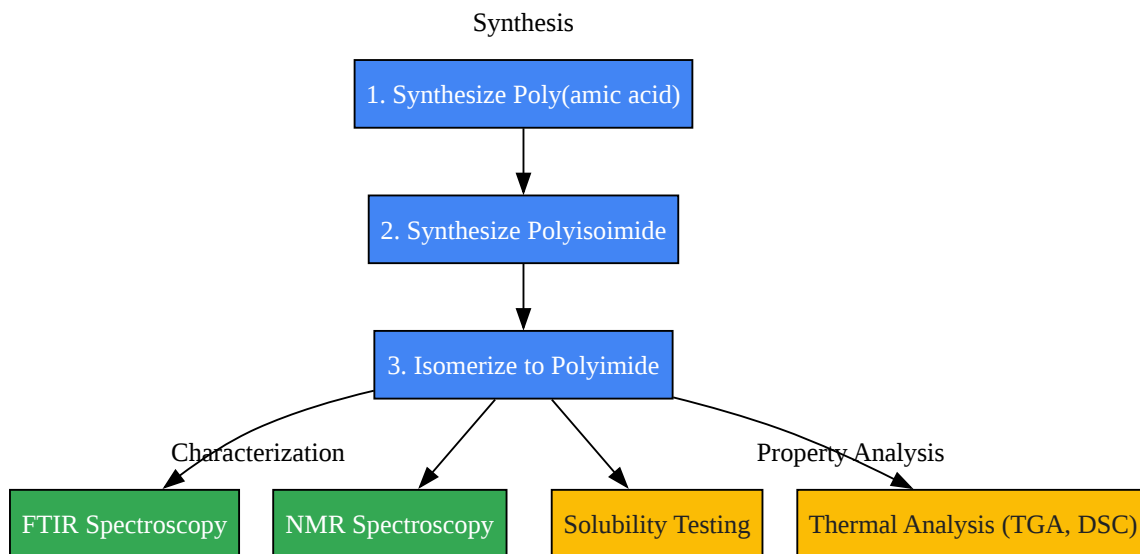 Synthesis
1. Synthesize Poly(amic acid)
2. Synthesize Polyisoimide
3. Isomerize to Polyimide
Characterization
Property Analysis
FTIR Spectroscopy
NMR Spectroscopy
Solubility Testing
Thermal Analysis (TGA, DSC)